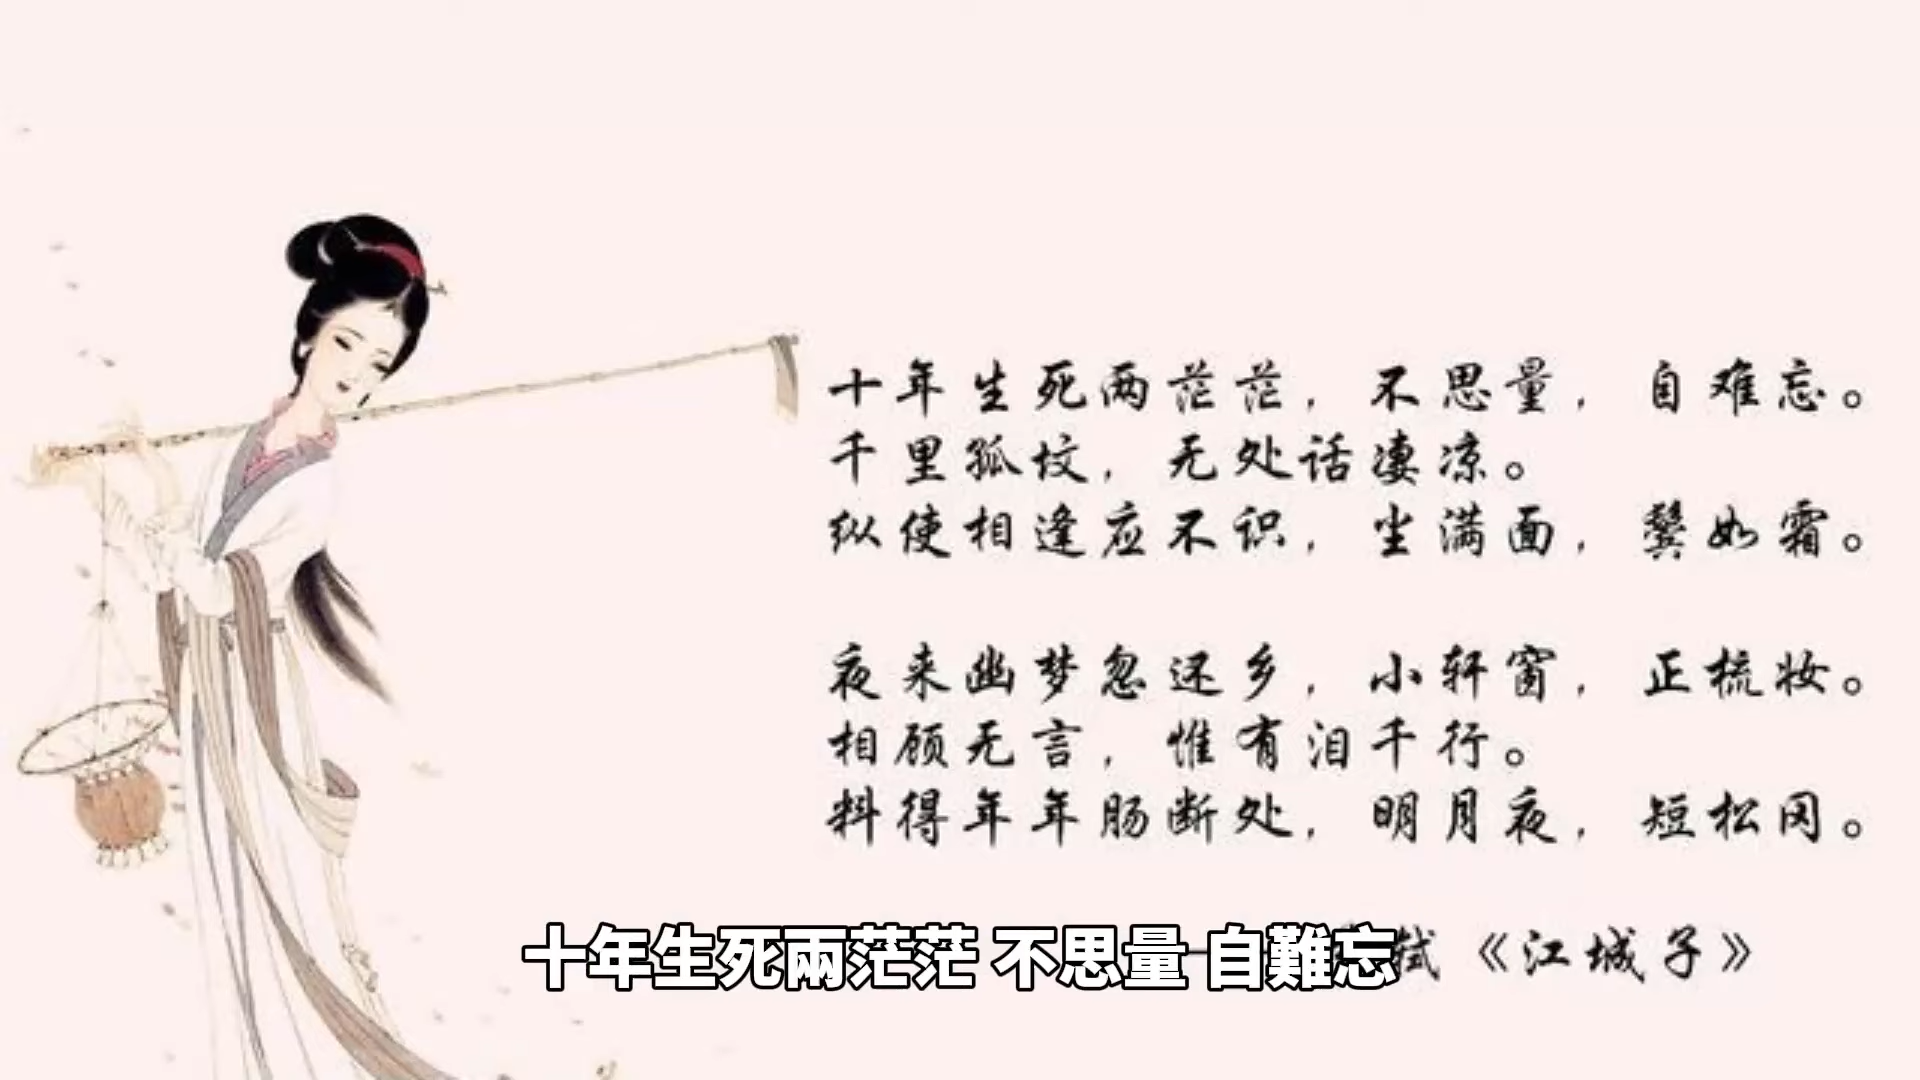 十年生死两茫茫，不思量，自难忘。
千里孤坟，无处话凄凉。
纵使相逢应不识，尘满面，鬓如霜。
夜来幽梦忽还乡，小轩窗，正梳妆。
相顾无言，惟有泪千行。
料得年年肠断处，明月夜，短松冈。
轼《江城子》
十年生死兩茫茫 不思量 自難忘